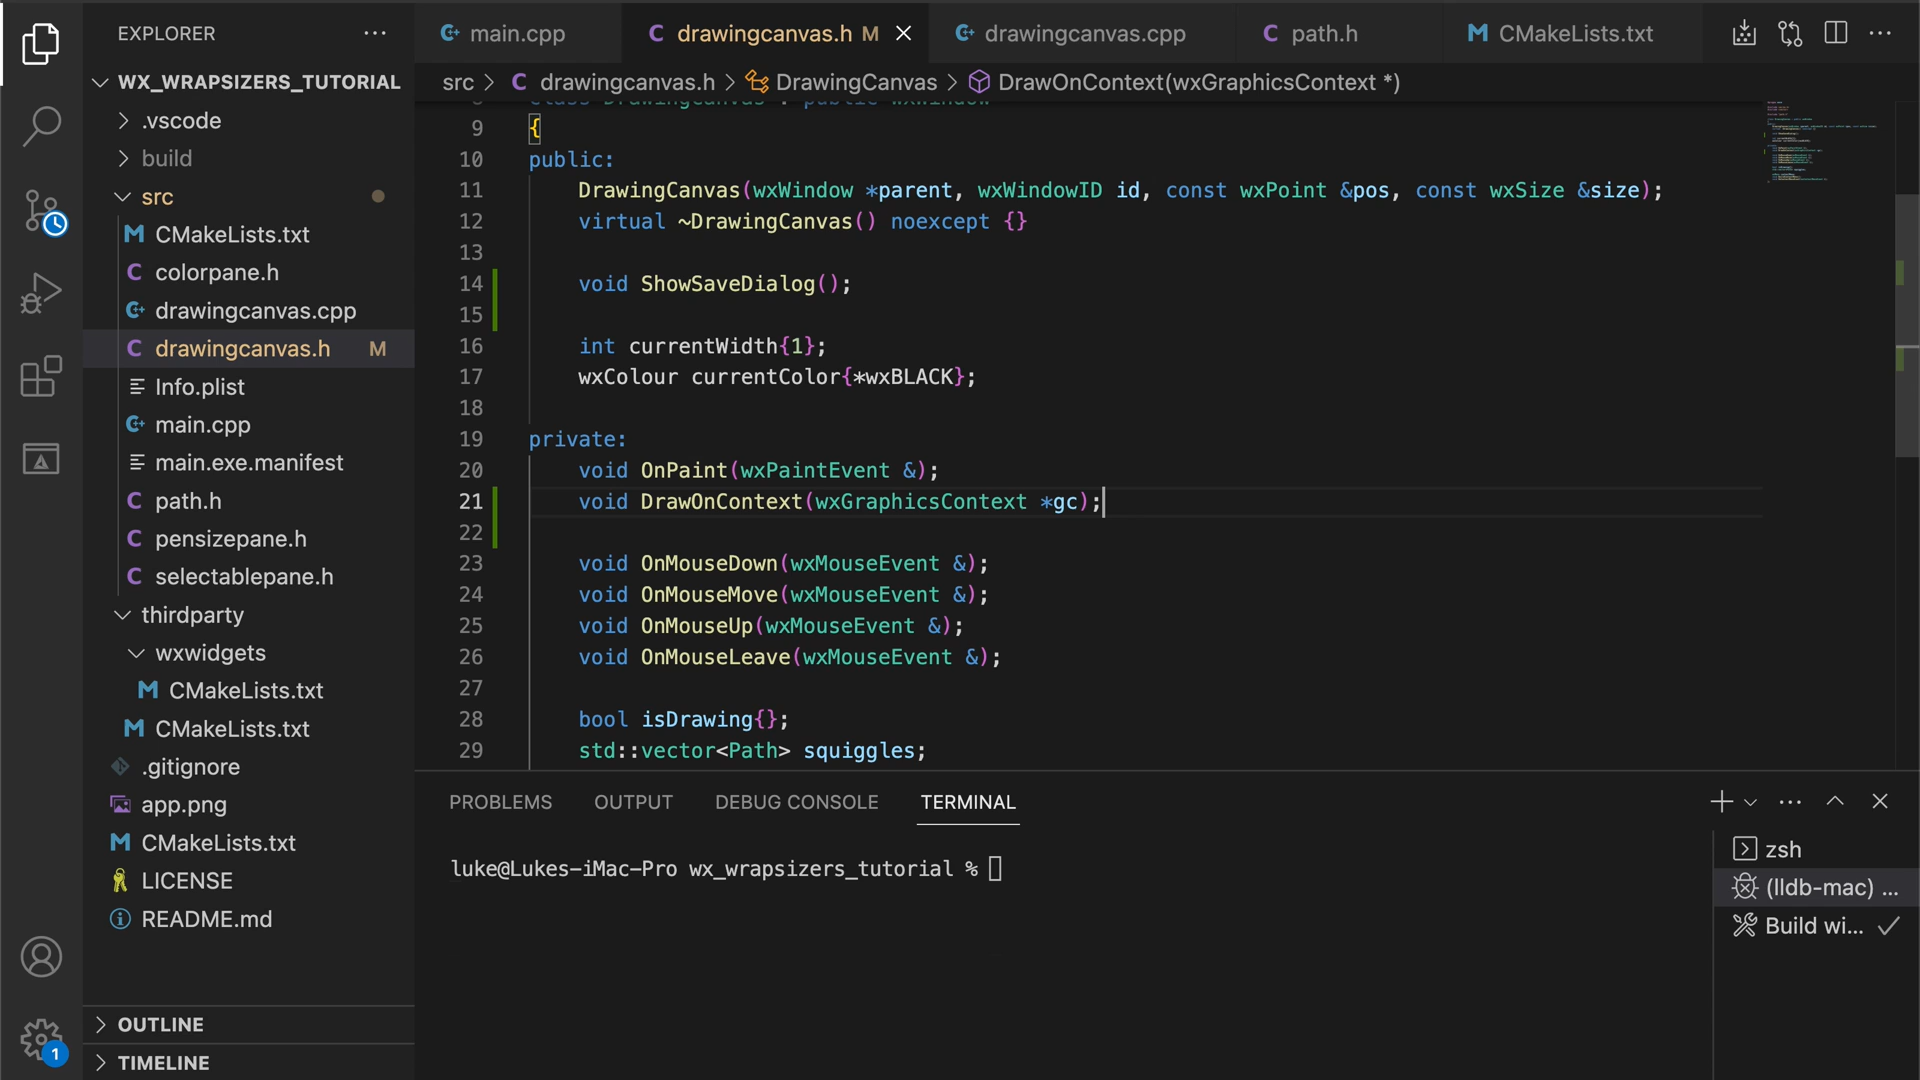 EXPLORER
WX_WRAPSIZERS_TUTORIAL
.vscode
build
src
CMakeLists.txt
colorpane.h
drawingcanvas.cpp
drawingcanvas.h M
Info.plist
main.cpp
main.exe.manifest
path.h
pensizepane.h
selectablepane.h
thirdparty
wxwidgets
CMakeLists.txt
CMakeLists.txt
.gitignore
app.png
CMakeLists.txt
LICENSE
README.md
OUTLINE
TIMELINE
1
main.cpp
drawingcanvas.h M
drawingcanvas.cpp
path.h
CMakeLists.txt
src > drawingcanvas.h > DrawingCanvas > DrawOnContext(wxGraphicsContext *)
8 class DrawingCanvas : public wxWindow
9 {
10 public:
11 DrawingCanvas(wxWindow *parent, wxWindowID id, const wxPoint &pos, const wxSize &size);
12 virtual ~DrawingCanvas() noexcept {}
13
14 void ShowSaveDialog();
15
16 int currentWidth{1};
17 wxColour currentColor{*wxBLACK};
18
19 private:
20 void OnPaint(wxPaintEvent &);
21 void DrawOnContext(wxGraphicsContext *gc);
22
23 void OnMouseDown(wxMouseEvent &);
24 void OnMouseMove(wxMouseEvent &);
25 void OnMouseUp(wxMouseEvent &);
26 void OnMouseLeave(wxMouseEvent &);
27
28 bool isDrawing{};
29 std::vector<Path> squiggles;
PROBLEMS OUTPUT DEBUG CONSOLE TERMINAL
luke@Lukes-iMac-Pro wx_wrapsizers_tutorial %
zsh
(lldb-mac) ...
Build wi...